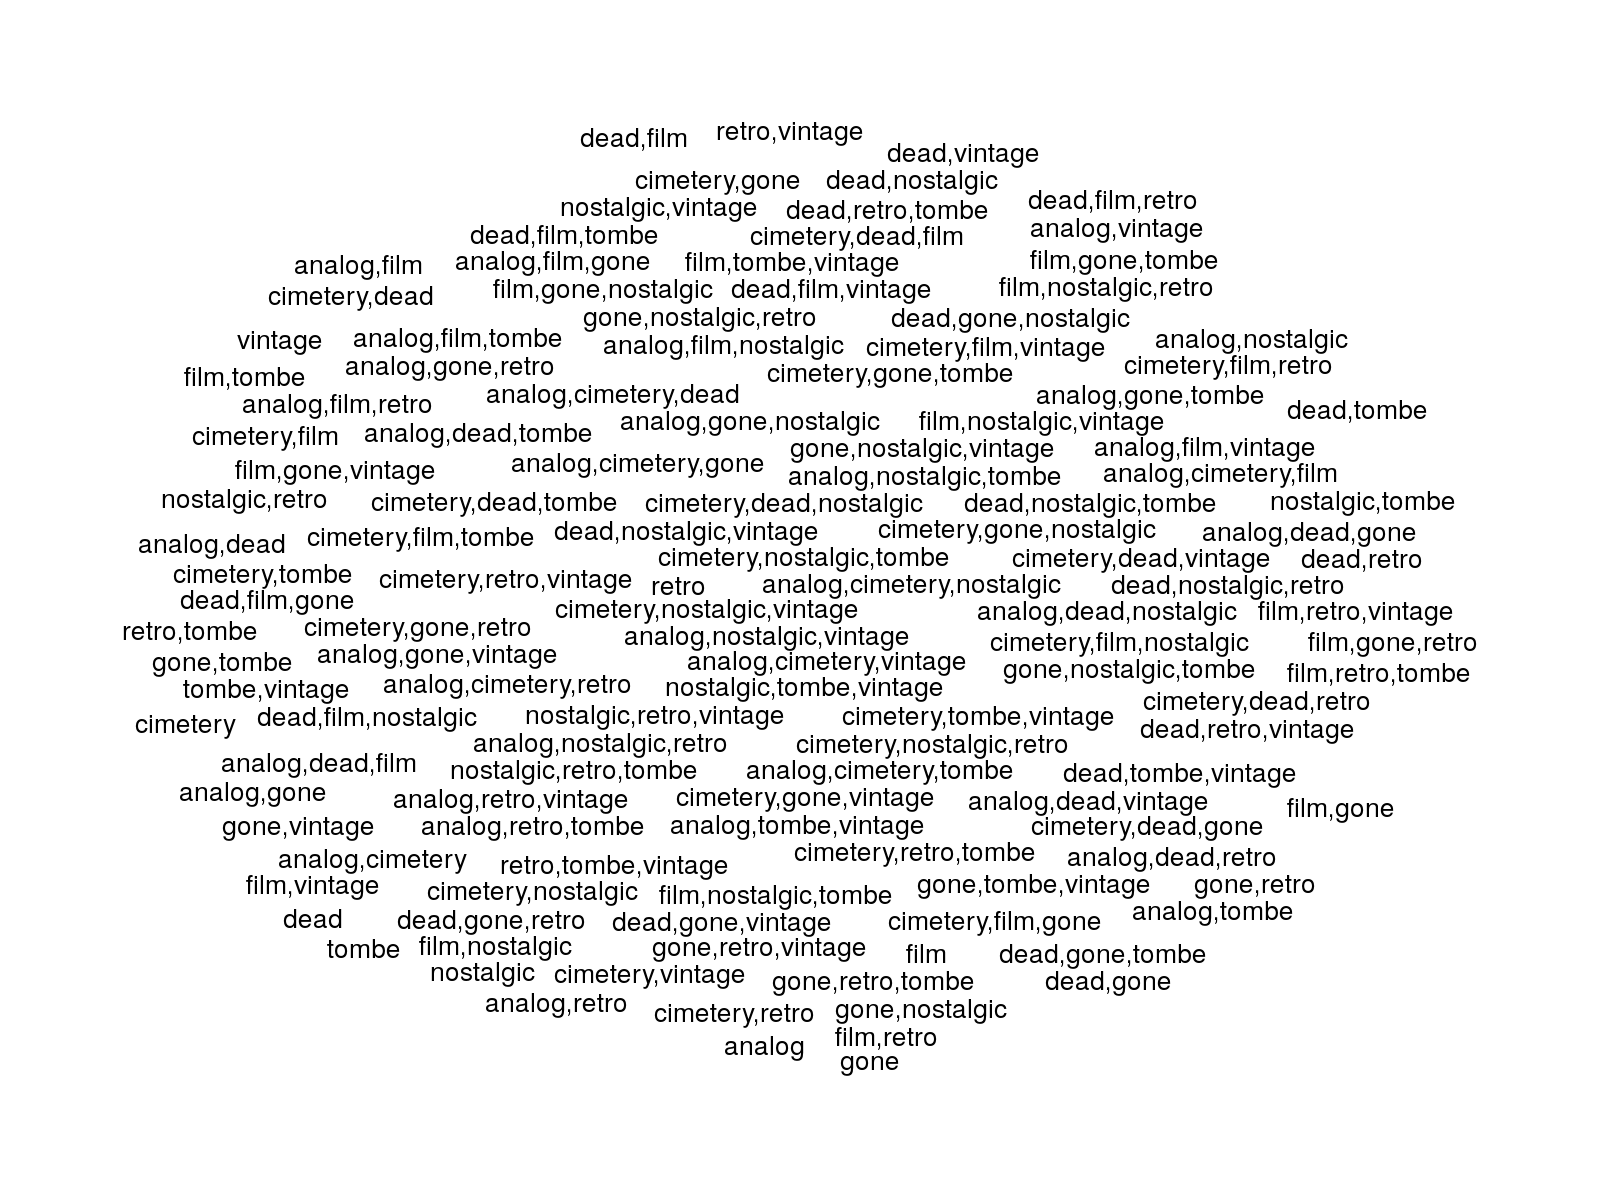 dead,film retro,vintage
dead,vintage
cimetery,gone dead,nostalgic
dead,film,retro
nostalgic,vintage dead,retro,tombe
analog,vintage
dead,film,tombe cimetery,dead,film
analog,film analog,film,gone film,tombe,vintage film,gone,tombe
cimetery,dead film,gone,nostalgic dead,film,vintage film,nostalgic,retro
gone,nostalgic,retro dead,gone,nostalgic
vintage analog,film,tombe analog,film,nostalgic cimetery,film,vintage analog,nostalgic
film,tombe analog,gone,retro cimetery,gone,tombe cimetery,film,retro
analog,film,retro analog,cimetery,dead analog,gone,tombe dead,tombe
cimetery,film analog,dead,tombe analog,gone,nostalgic film,nostalgic,vintage
gone,nostalgic,vintage analog,film,vintage
film,gone,vintage analog,cimetery,gone analog,nostalgic,tombe analog,cimetery,film
nostalgic,retro cimetery,dead,tombe cimetery,dead,nostalgic dead,nostalgic,tombe nostalgic,tombe
analog,dead cimetery,film,tombe dead,nostalgic,vintage cimetery,gone,nostalgic analog,dead,gone
cimetery,nostalgic,tombe cimetery,dead,vintage dead,retro
cimetery,tombe cimetery,retro,vintage retro analog,cimetery,nostalgic dead,nostalgic,retro
dead,film,gone cimetery,nostalgic,vintage analog,dead,nostalgic film,retro,vintage
retro,tombe cimetery,gone,retro analog,nostalgic,vintage cimetery,film,nostalgic film,gone,retro
gone,tombe analog,gone,vintage analog,cimetery,vintage gone,nostalgic,tombe film,retro,tombe
tombe,vintage analog,cimetery,retro nostalgic,tombe,vintage cimetery,dead,retro
cimetery dead,film,nostalgic nostalgic,retro,vintage cimetery,tombe,vintage dead,retro,vintage
analog,nostalgic,retro cimetery,nostalgic,retro
analog,dead,film nostalgic,retro,tombe analog,cimetery,tombe dead,tombe,vintage
analog,gone analog,retro,vintage cimetery,gone,vintage analog,dead,vintage film,gone
gone,vintage analog,retro,tombe analog,tombe,vintage cimetery,dead,gone
analog,cimetery retro,tombe,vintage cimetery,retro,tombe analog,dead,retro
film,vintage cimetery,nostalgic film,nostalgic,tombe gone,tombe,vintage gone,retro
dead dead,gone,retro dead,gone,vintage cimetery,film,gone analog,tombe
tombe film,nostalgic gone,retro,vintage film dead,gone,tombe
nostalgic cimetery,vintage gone,retro,tombe dead,gone
analog,retro cimetery,retro gone,nostalgic
analog film,retro
gone